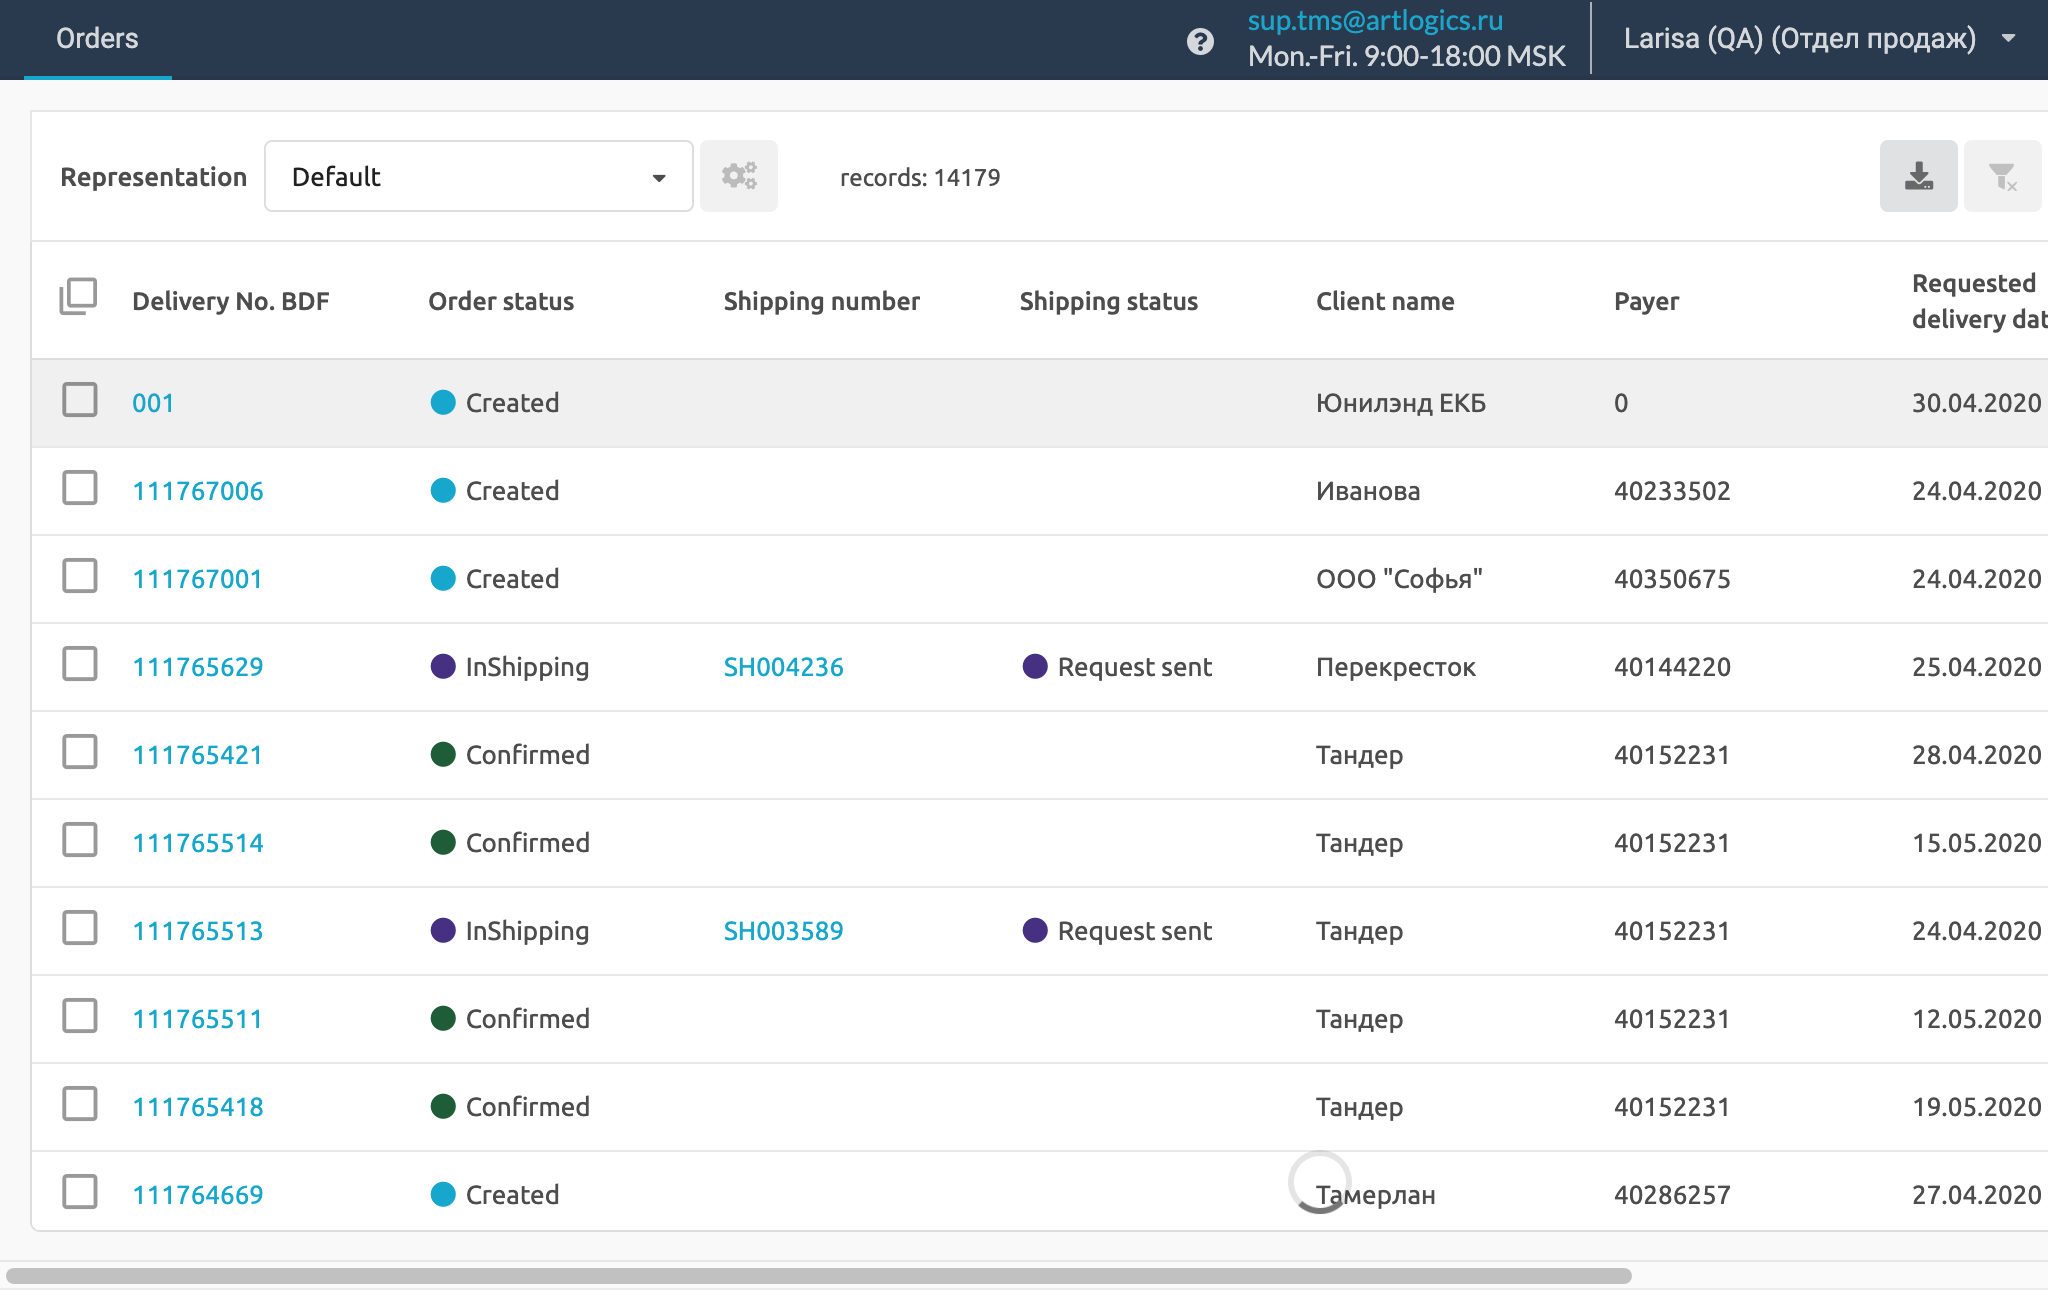 Orders
sup.tms@artlogics.ru
Mon.-Fri. 9:00-18:00 MSK
Larisa (QA) (Отдел продаж)
Representation Default records: 14179
Delivery No. BDF Order status Shipping number Shipping status Client name Payer Requested
delivery dat
001 Created Юнилэнд ЕКБ 0 30.04.2020
111767006 Created Иванова 40233502 24.04.2020
111767001 Created ООО "Софья" 40350675 24.04.2020
111765629 InShipping SH004236 Request sent Перекресток 40144220 25.04.2020
111765421 Confirmed Тандер 40152231 28.04.2020
111765514 Confirmed Тандер 40152231 15.05.2020
111765513 InShipping SH003589 Request sent Тандер 40152231 24.04.2020
111765511 Confirmed Тандер 40152231 12.05.2020
111765418 Confirmed Тандер 40152231 19.05.2020
111764669 Created Тамерлан 40286257 27.04.2020